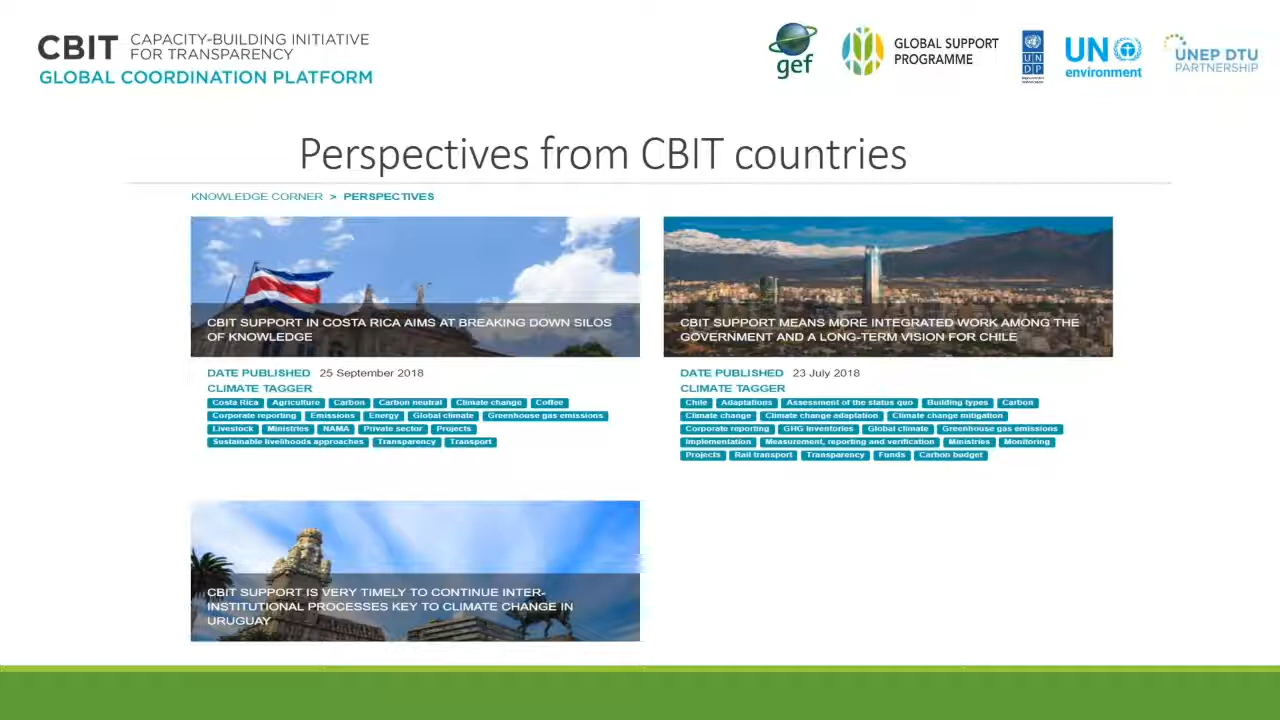 CBIT CAPACITY-BUILDING INITIATIVE
FOR TRANSPARENCY
GLOBAL COORDINATION PLATFORM
gef
GLOBAL SUPPORT
PROGRAMME
UN
DP
UN
environment
UNEP DTU
PARTNERSHIP
Perspectives from CBIT countries
KNOWLEDGE CORNER > PERSPECTIVES
CBIT SUPPORT IN COSTA RICA AIMS AT BREAKING DOWN SILOS
OF KNOWLEDGE
DATE PUBLISHED 25 September 2018
CLIMATE TAGGER
Costa Rica Agriculture Carbon Carbon neutral Climate change Coffee
Corporate reporting Emissions Energy Global climate Greenhouse gas emissions
Livestock Ministries NAMA Private sector Projects
Sustainable livelihoods approaches Transparency Transport
CBIT SUPPORT MEANS MORE INTEGRATED WORK AMONG THE
GOVERNMENT AND A LONG-TERM VISION FOR CHILE
DATE PUBLISHED 23 July 2018
CLIMATE TAGGER
Chile Adaptations Assessment of the status quo Building types Carbon
Climate change Climate change adaptation Climate change mitigation
Corporate reporting GHG inventories Global climate Greenhouse gas emissions
Implementation Measurement, reporting and verification Ministries Monitoring
Projects Rail transport Transparency Funds Carbon budget
CBIT SUPPORT IS VERY TIMELY TO CONTINUE INTER-
INSTITUTIONAL PROCESSES KEY TO CLIMATE CHANGE IN
URUGUAY